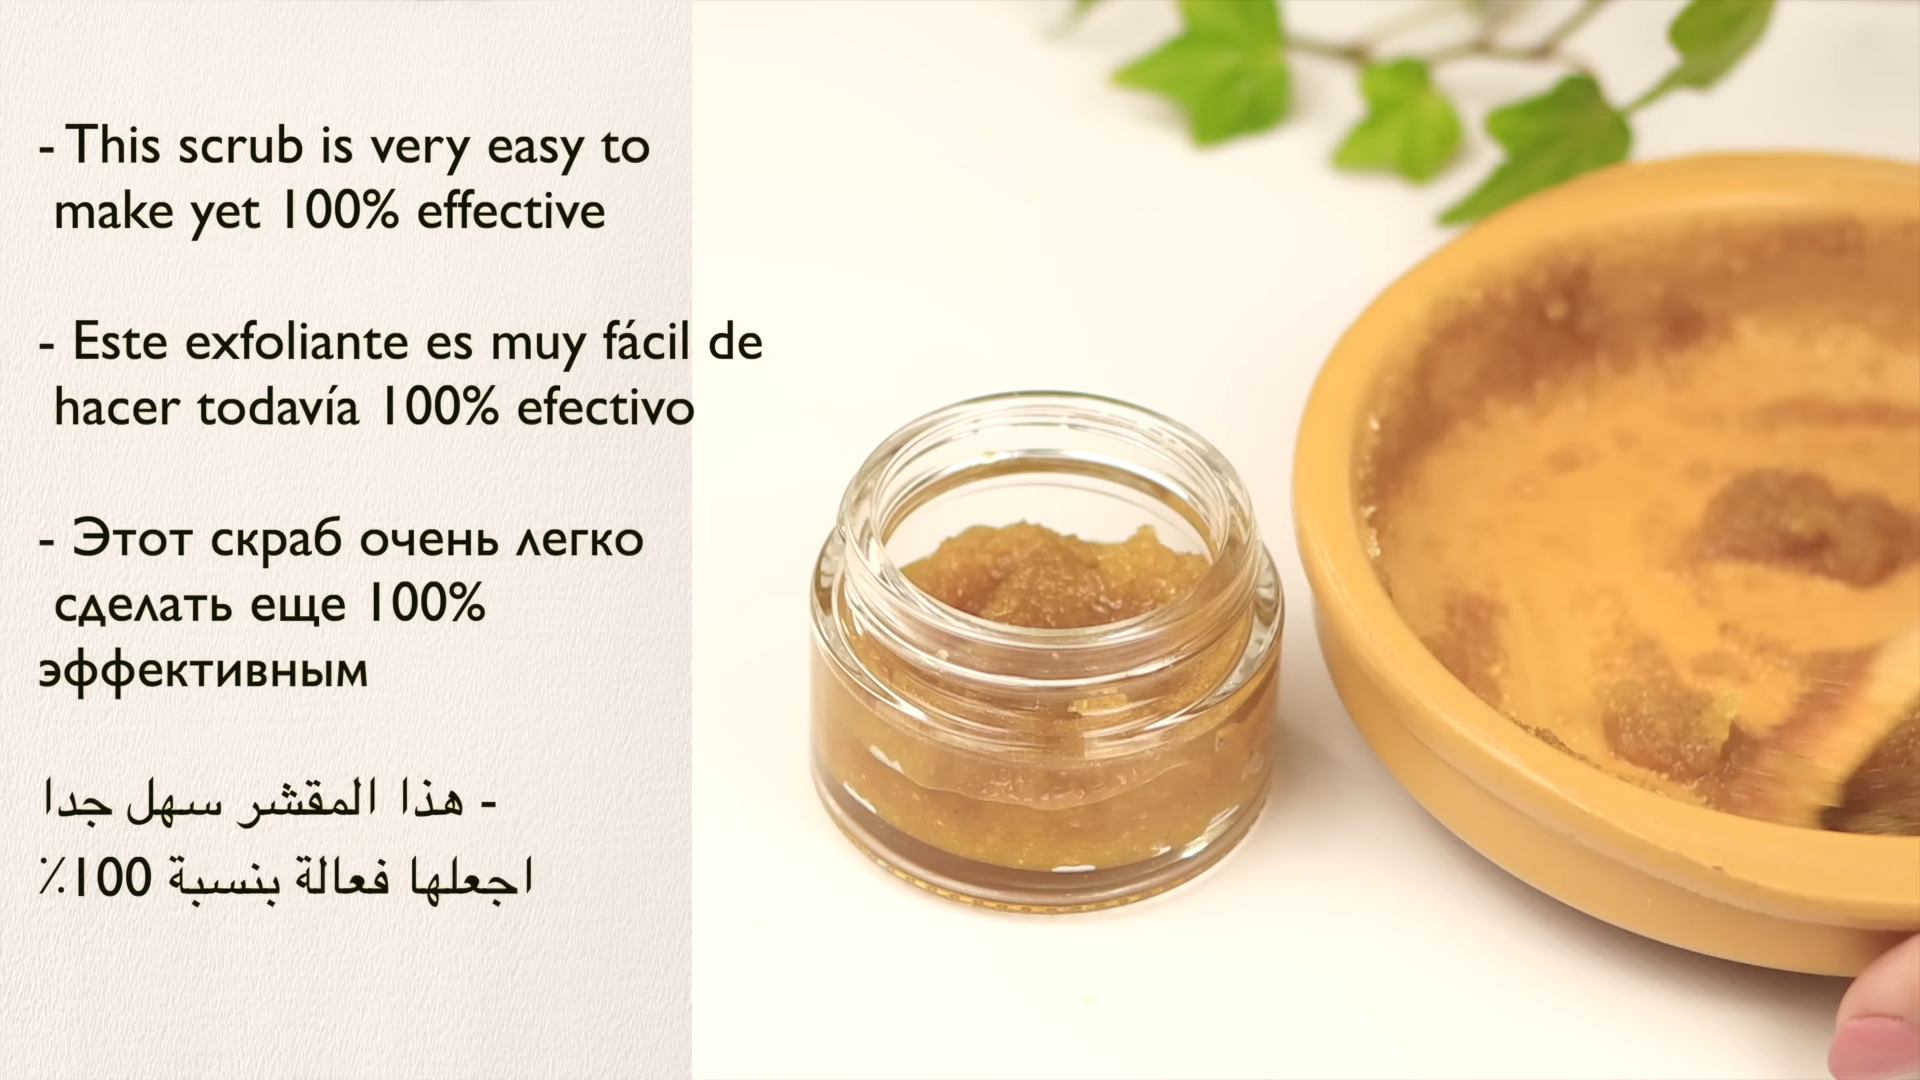 - This scrub is very easy to
make yet 100% effective
- Este exfoliante es muy fácil de
hacer todavía 100% efectivo
- Этот скраб очень легко
сделать еще 100%
эффективным
- هذا المقشر سهل جدا
اجعلها فعالة بنسبة 100٪